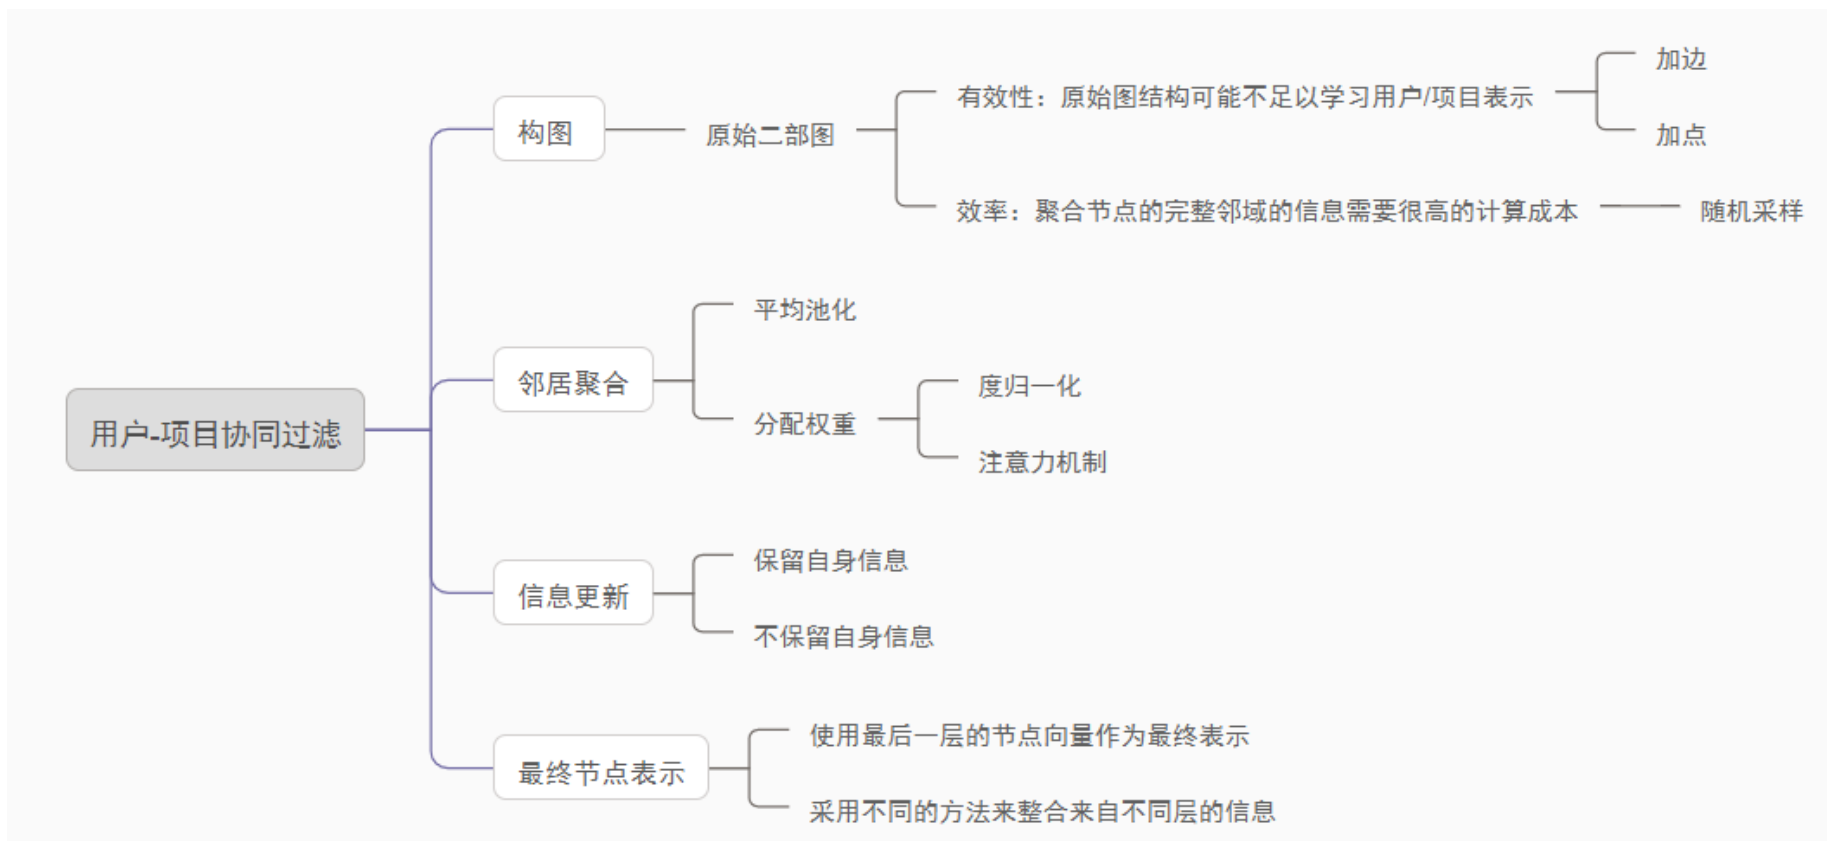 用户-项目协同过滤
构图
原始二部图
有效性：原始图结构可能不足以学习用户/项目表示
加边
加点
效率：聚合节点的完整邻域的信息需要很高的计算成本
随机采样
邻居聚合
平均池化
分配权重
度归一化
注意力机制
信息更新
保留自身信息
不保留自身信息
最终节点表示
使用最后一层的节点向量作为最终表示
采用不同的方法来整合来自不同层的信息